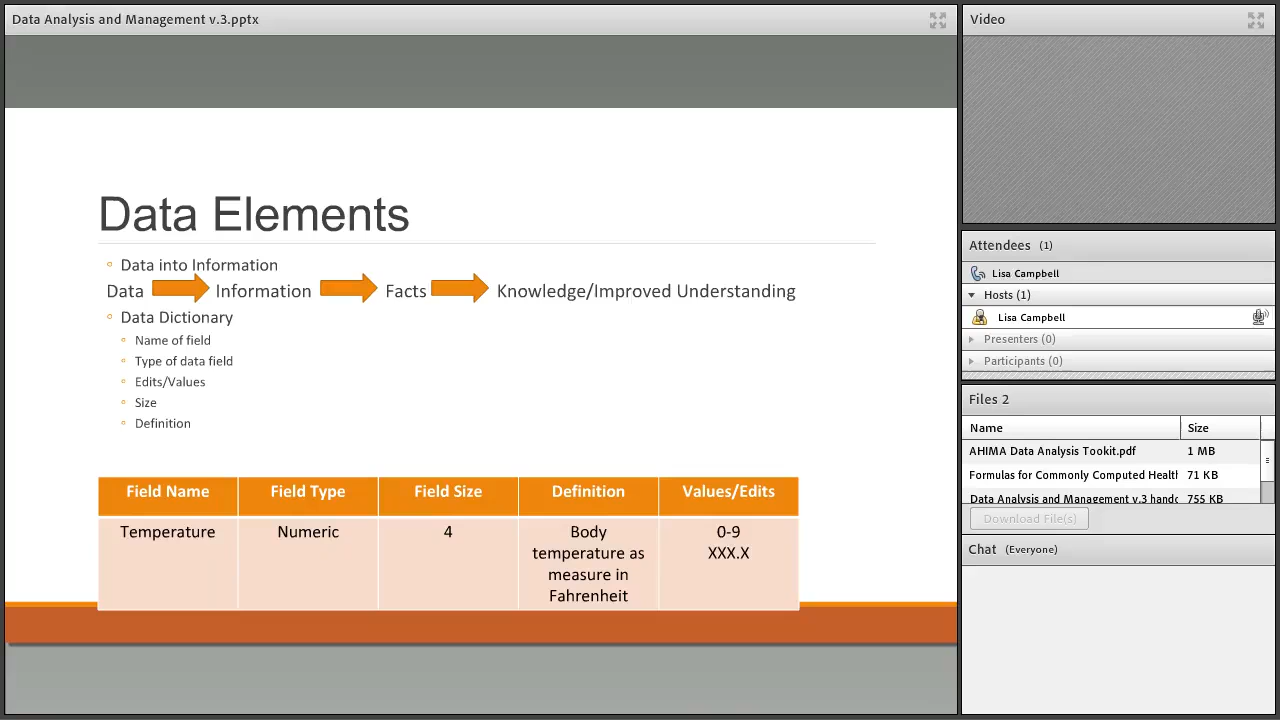 Data Analysis and Management v.3.pptx
Data Elements
Data into Information
Data Information Facts Knowledge/Improved Understanding
Data Dictionary
Name of field
Type of data field
Edits/Values
Size
Definition
Field Name Field Type Field Size Definition Values/Edits
Temperature Numeric 4 Body 0-9
temperature as XXX.X
measure in
Fahrenheit
Video
Attendees (1)
Lisa Campbell
Hosts (1)
Lisa Campbell
Presenters (0)
Participants (0)
Files 2
Name Size
AHIMA Data Analysis Tookit.pdf 1 MB
Formulas for Commonly Computed Healtl 71 KB
Data Analysis and Management v.3 handc 755 KB
Download File(s)
Chat (Everyone)